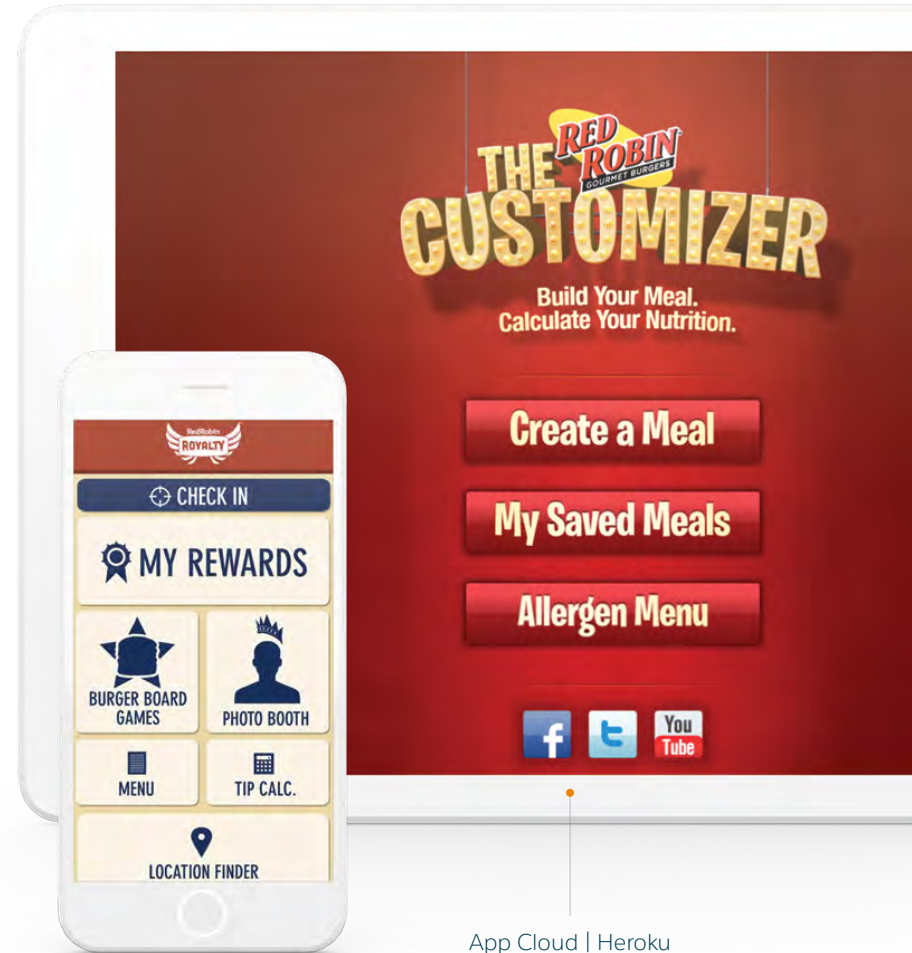 RED
ROBIN
GOURMET BURGERS
THE
CUSTOMIZER
Build Your Meal.
Calculate Your Nutrition.
Create a Meal
My Saved Meals
Allergen Menu
f
t
You
Tube
RedRobin
ROYALTY
CHECK IN
MY REWARDS
BURGER BOARD
GAMES
PHOTO BOOTH
MENU
TIP CALC.
LOCATION FINDER
App Cloud | Heroku